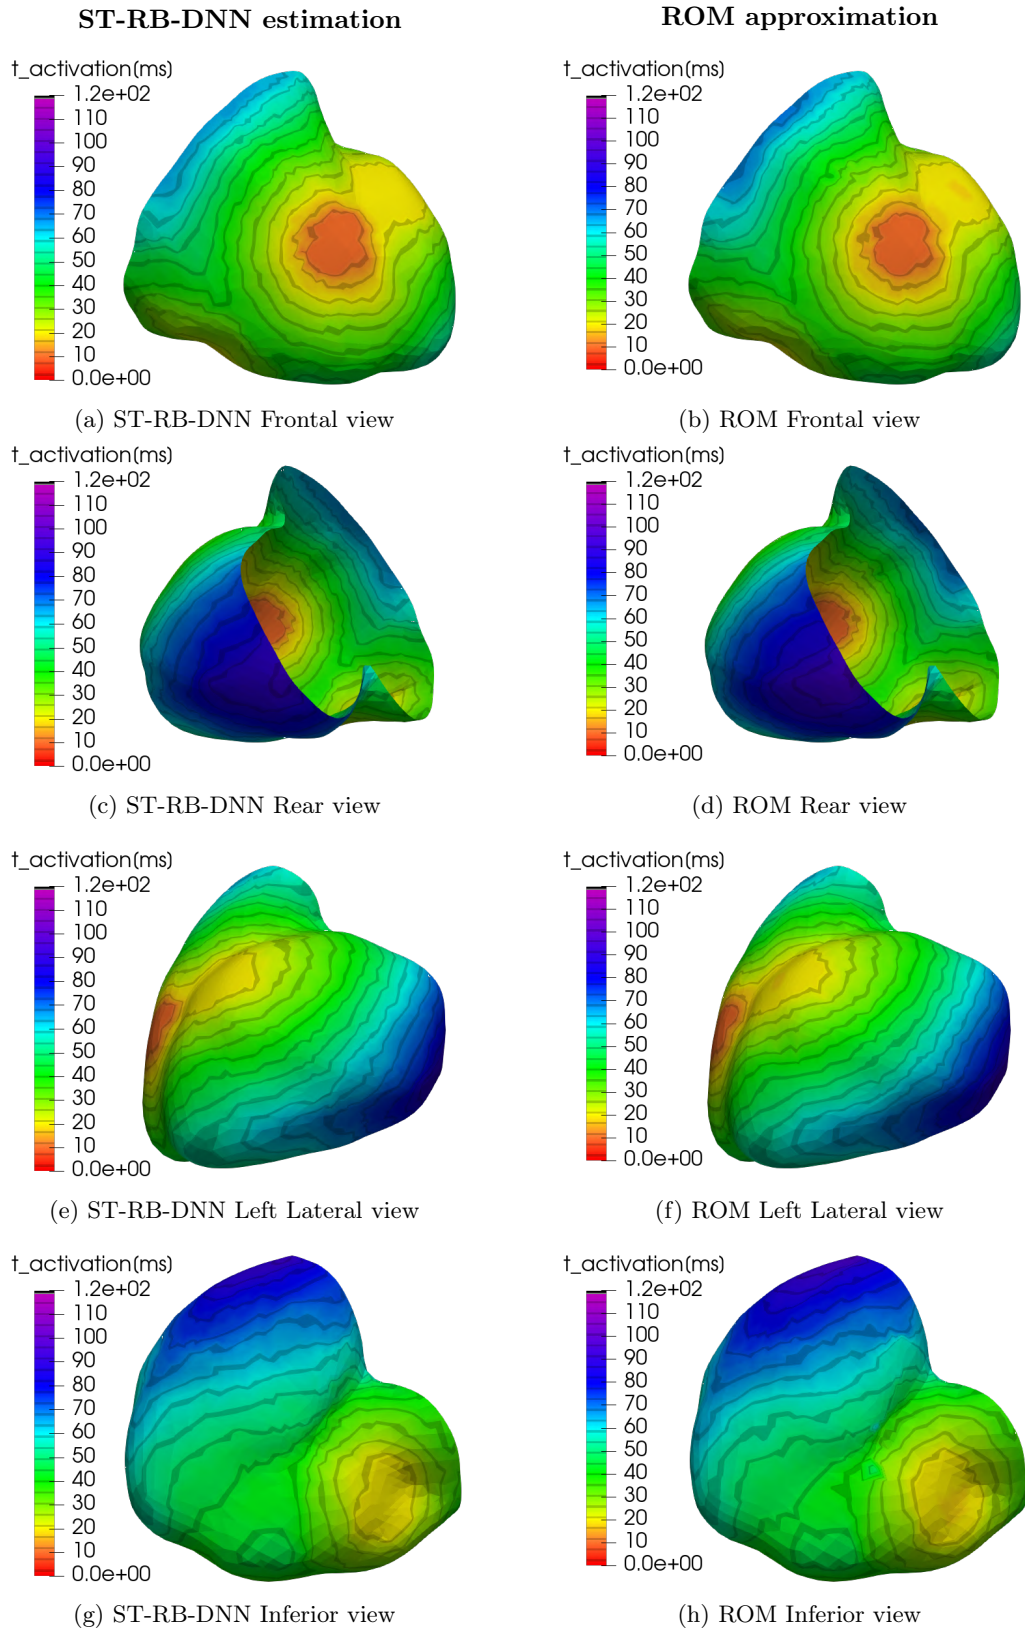 ST-RB-DNN estimation
ROM approximation
t_activation(ms)
1.2e+02
110
100
90
80
70
60
50
40
30
20
10
0.0e+00
t_activation(ms)
1.2e+02
110
100
90
80
70
60
50
40
30
20
10
0.0e+00
(a) ST-RB-DNN Frontal view
(b) ROM Frontal view
t_activation(ms)
1.2e+02
110
100
90
80
70
60
50
40
30
20
10
0.0e+00
t_activation(ms)
1.2e+02
110
100
90
80
70
60
50
40
30
20
10
0.0e+00
(c) ST-RB-DNN Rear view
(d) ROM Rear view
t_activation(ms)
1.2e+02
110
100
90
80
70
60
50
40
30
20
10
0.0e+00
t_activation(ms)
1.2e+02
110
100
90
80
70
60
50
40
30
20
10
0.0e+00
(e) ST-RB-DNN Left Lateral view
(f) ROM Left Lateral view
t_activation(ms)
1.2e+02
110
100
90
80
70
60
50
40
30
20
10
0.0e+00
t_activation(ms)
1.2e+02
110
100
90
80
70
60
50
40
30
20
10
0.0e+00
(g) ST-RB-DNN Inferior view
(h) ROM Inferior view